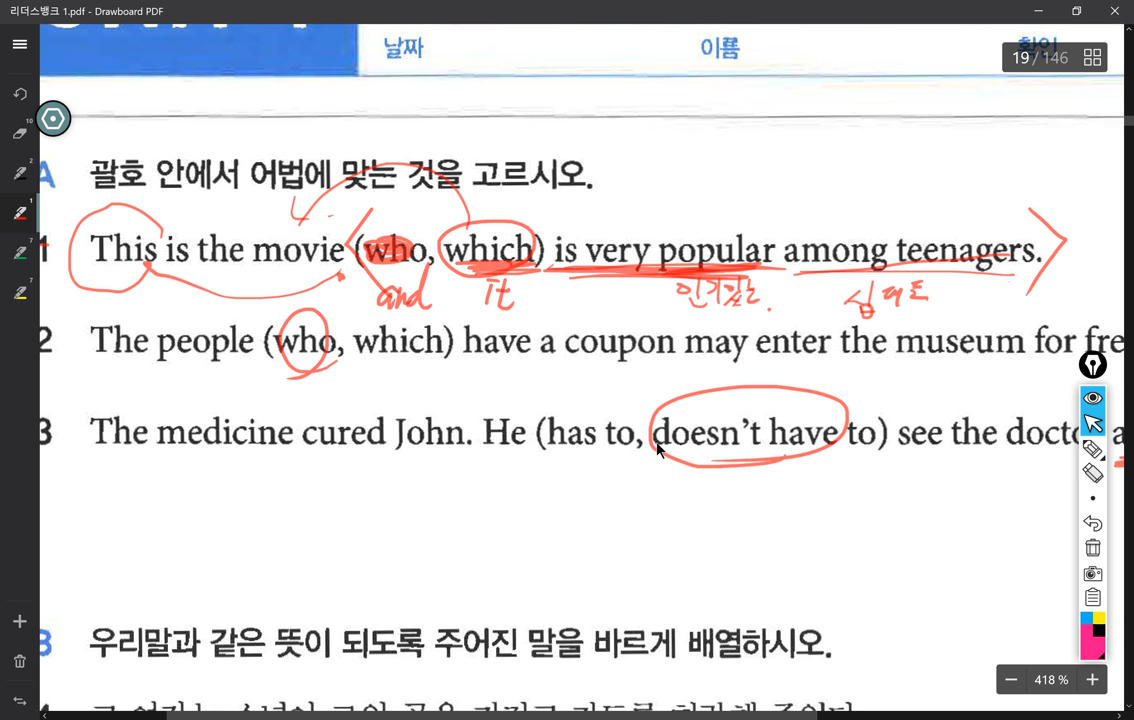 리더스뱅크 1.pdf - Drawboard PDF
날짜 이름
19 / 146
A 괄호 안에서 어법에 맞는 것을 고르시오.
1 This is the movie (who, which) is very popular among teenagers.
and it 인기있는. 십대들
2 The people (who, which) have a coupon may enter the museum for fre
3 The medicine cured John. He (has to, doesn't have to) see the docto a
B 우리말과 같은 뜻이 되도록 주어진 말을 바르게 배열하시오.
418 %